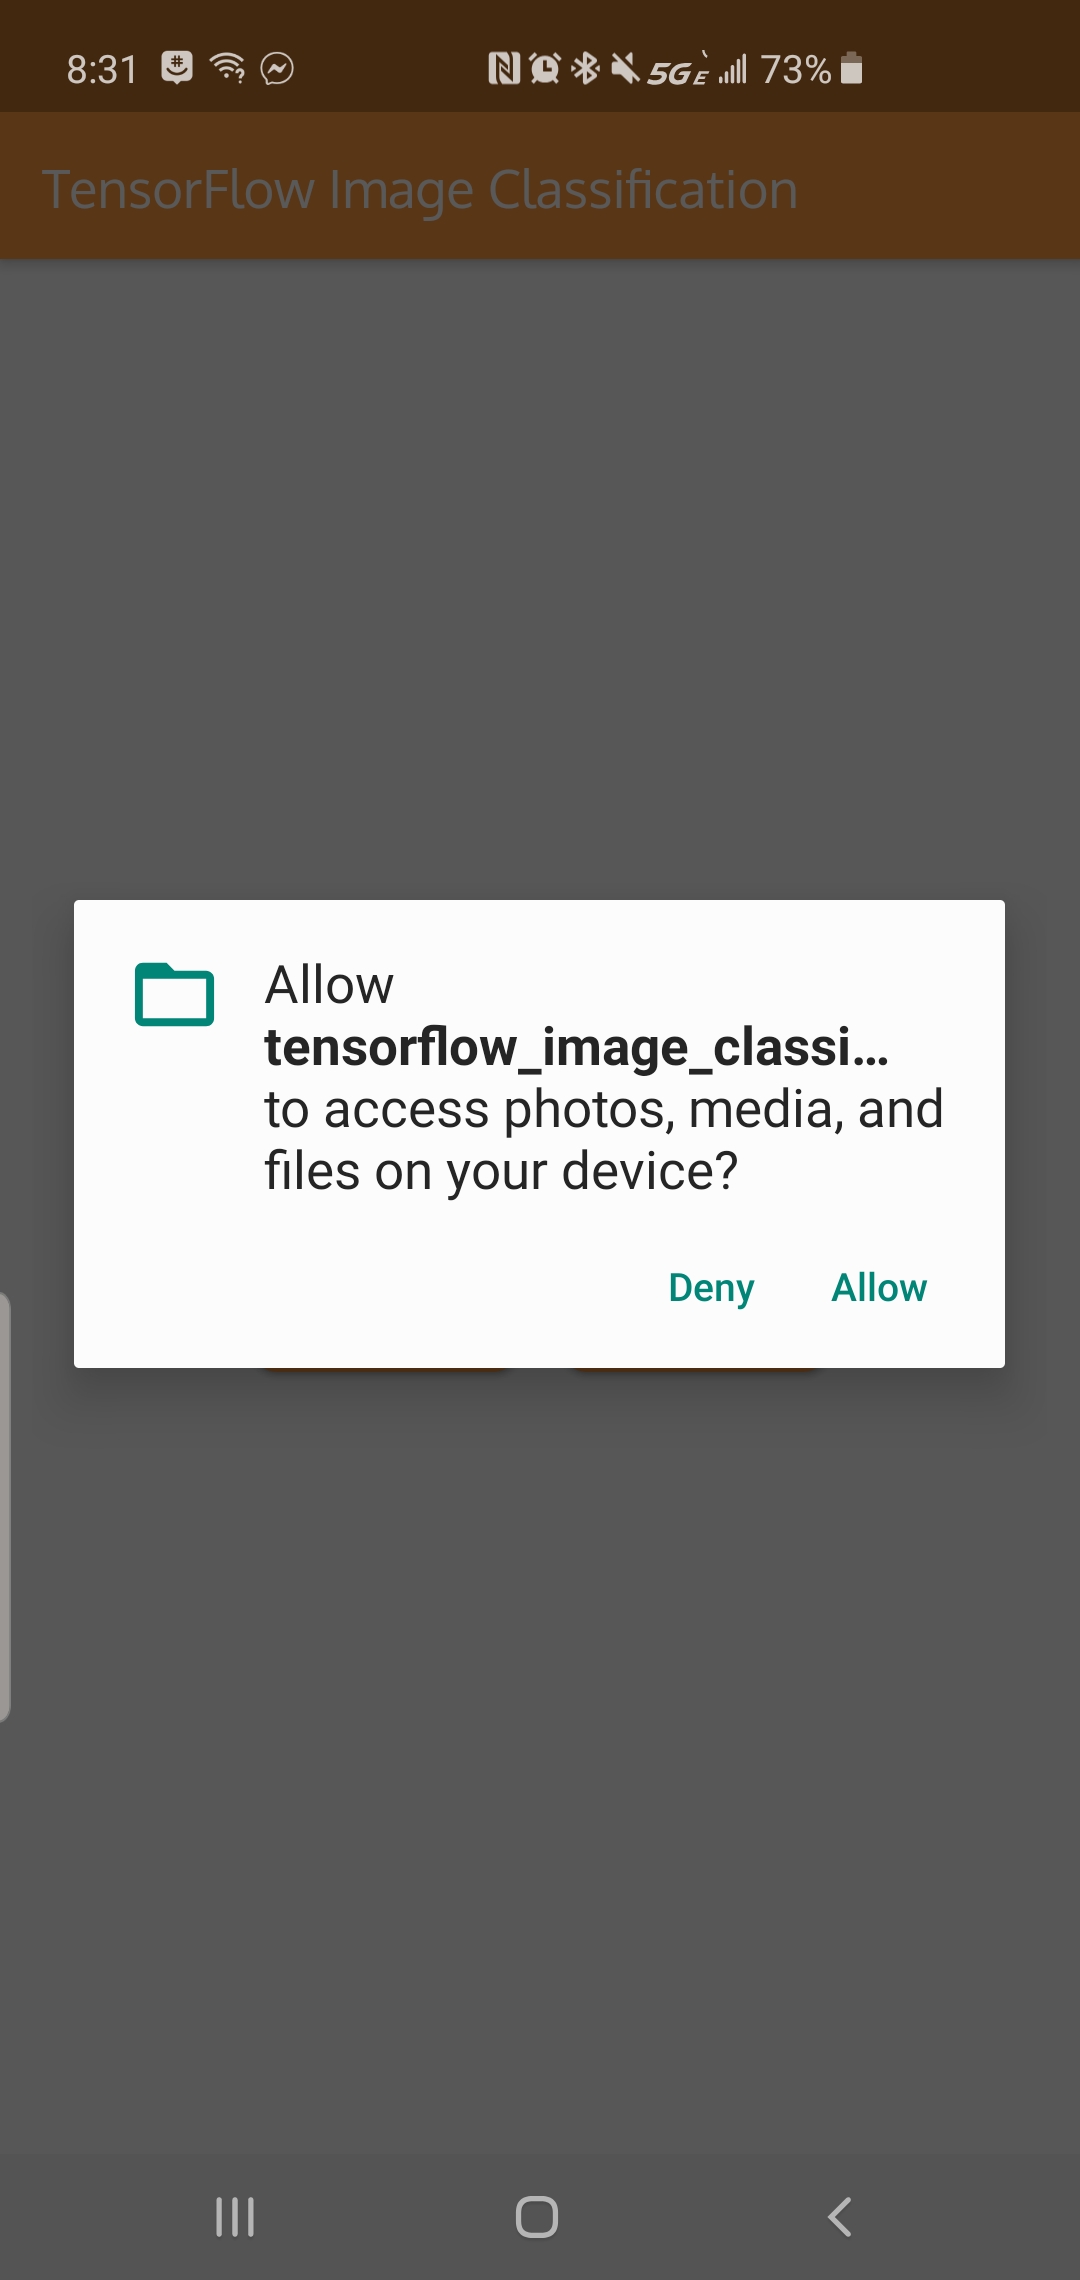 8:31 5GE 73%
TensorFlow Image Classification
Allow
tensorflow_image_classi...
to access photos, media, and
files on your device?
Deny Allow